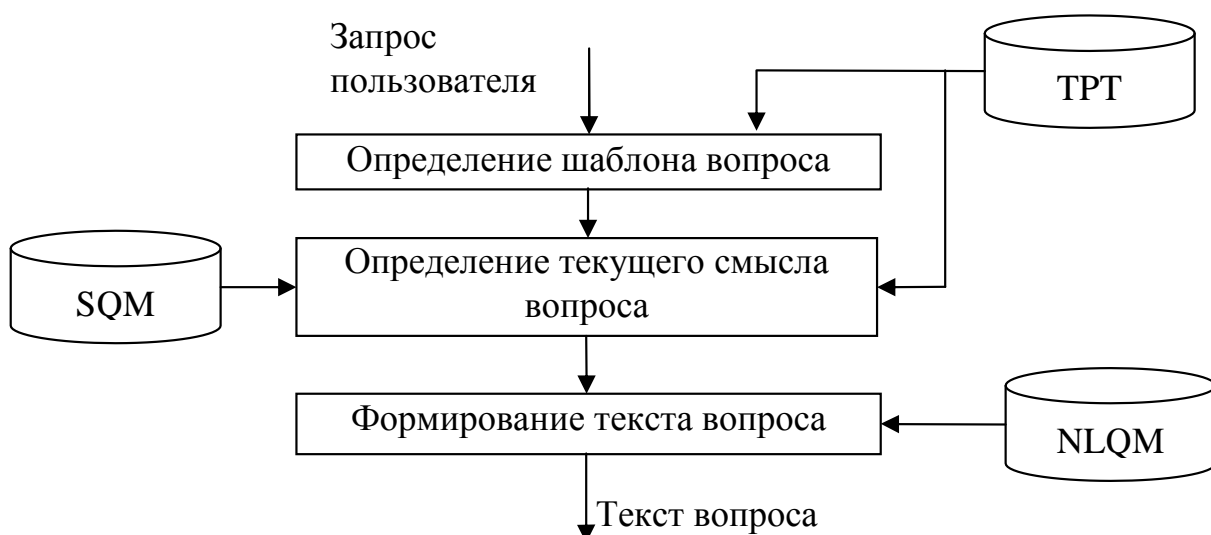 Запрос
пользователя
TPT
Определение шаблона вопроса
Определение текущего смысла
вопроса
SQM
Формирование текста вопроса
NLQM
Текст вопроса